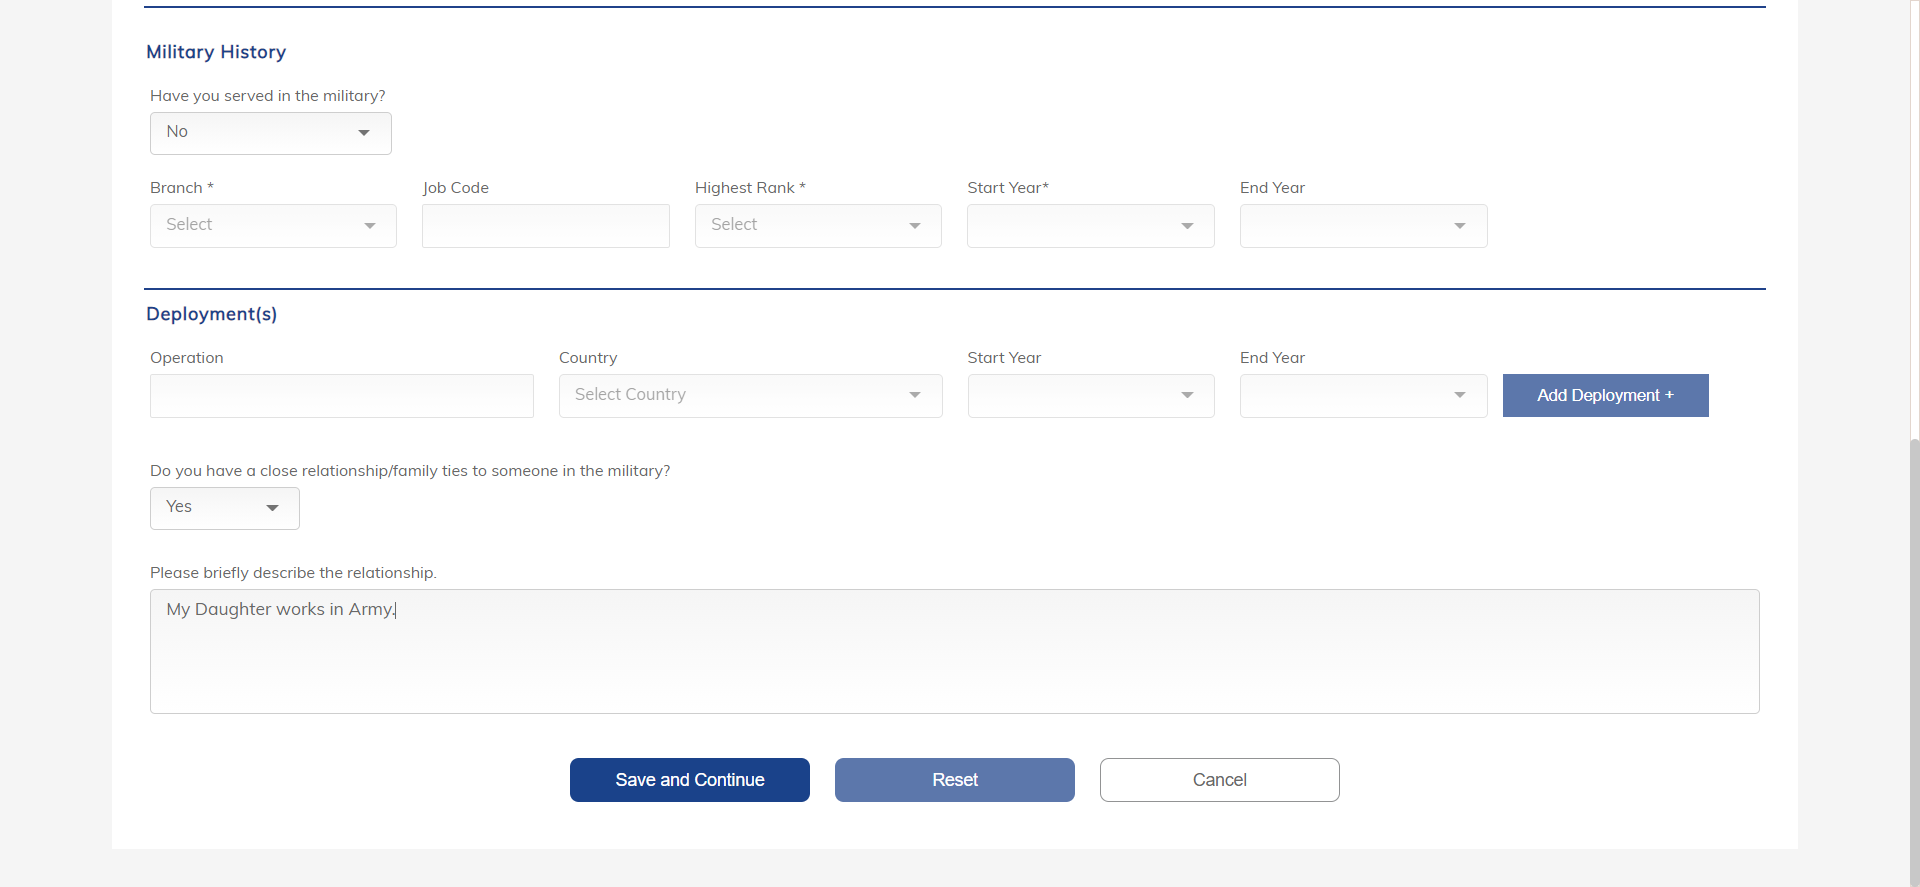 Military History
Have you served in the military?
No
Branch * Job Code Highest Rank * Start Year* End Year
Select Select
Deployment(s)
Operation Country Start Year End Year
Select Country Add Deployment +
Do you have a close relationship/family ties to someone in the military?
Yes
Please briefly describe the relationship.
My Daughter works in Army.
Save and Continue Reset Cancel